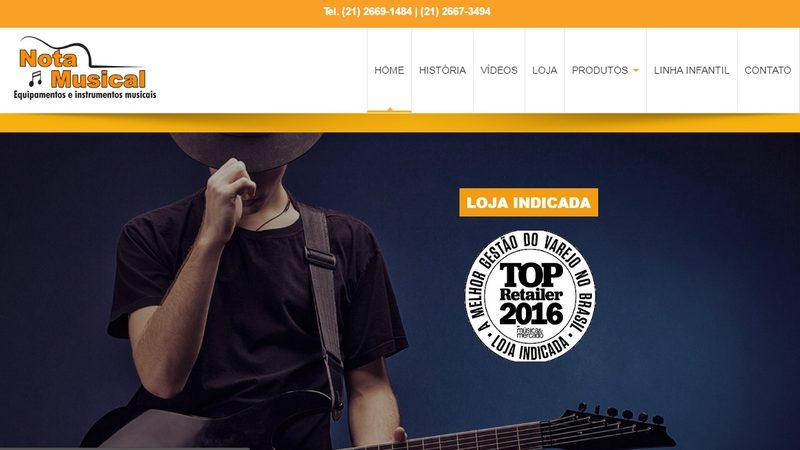 Tel. (21) 2669-1484 | (21) 2667-3494
Nota
Musical
Equipamentos e instrumentos musicais
HOME HISTÓRIA VÍDEOS LOJA PRODUTOS LINHA INFANTIL CONTATO
LOJA INDICADA
A MELHOR GESTÃO DO VAREJO NO BRASIL
TOP
Retailer
2016
música&
mercado
• LOJA INDICADA •